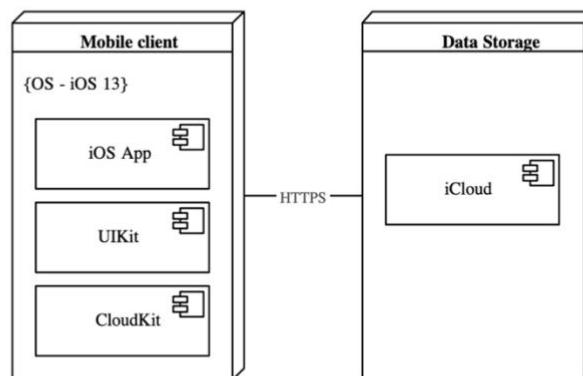 Mobile client
{OS - iOS 13}
iOS App
UIKit
CloudKit
HTTPS
Data Storage
iCloud